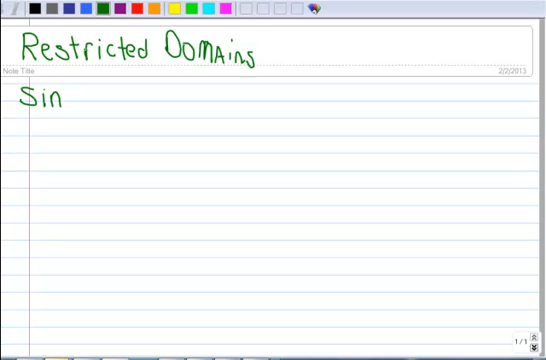 Restricted Domains
Note Title
2/2/2013
Sin
1 / 1